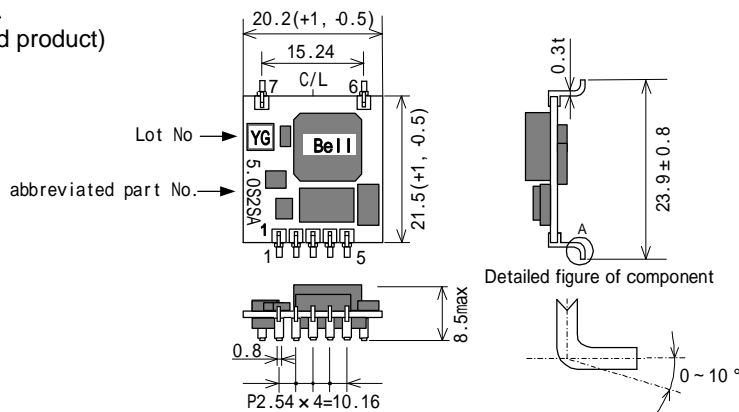 20.2(+1, -0.5)
d product)
15.24
C/L
7
6
0.3t
Lot No
YG
Bell
abbreviated part No.
5.0S2SA
21.5(+1, -0.5)
23.9±0.8
1
1
5
A
Detailed figure of component
8.5max
0.8
0~10°
P2.54×4=10.16